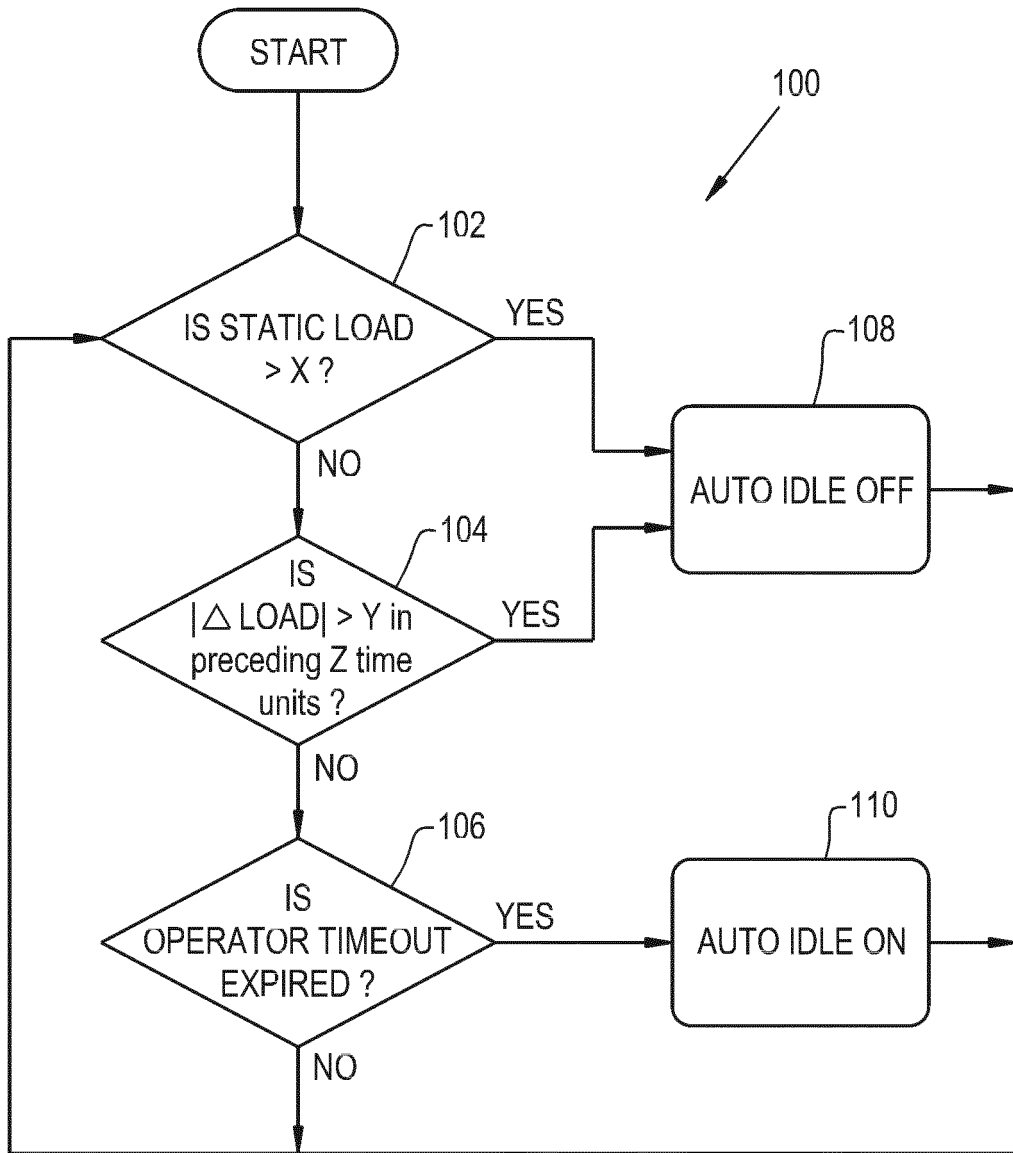 START
100
102
IS STATIC LOAD
> X ?
YES
NO
108
AUTO IDLE OFF
104
IS
|△ LOAD| > Y in
preceding Z time
units ?
YES
NO
106
IS
OPERATOR TIMEOUT
EXPIRED ?
YES
NO
110
AUTO IDLE ON